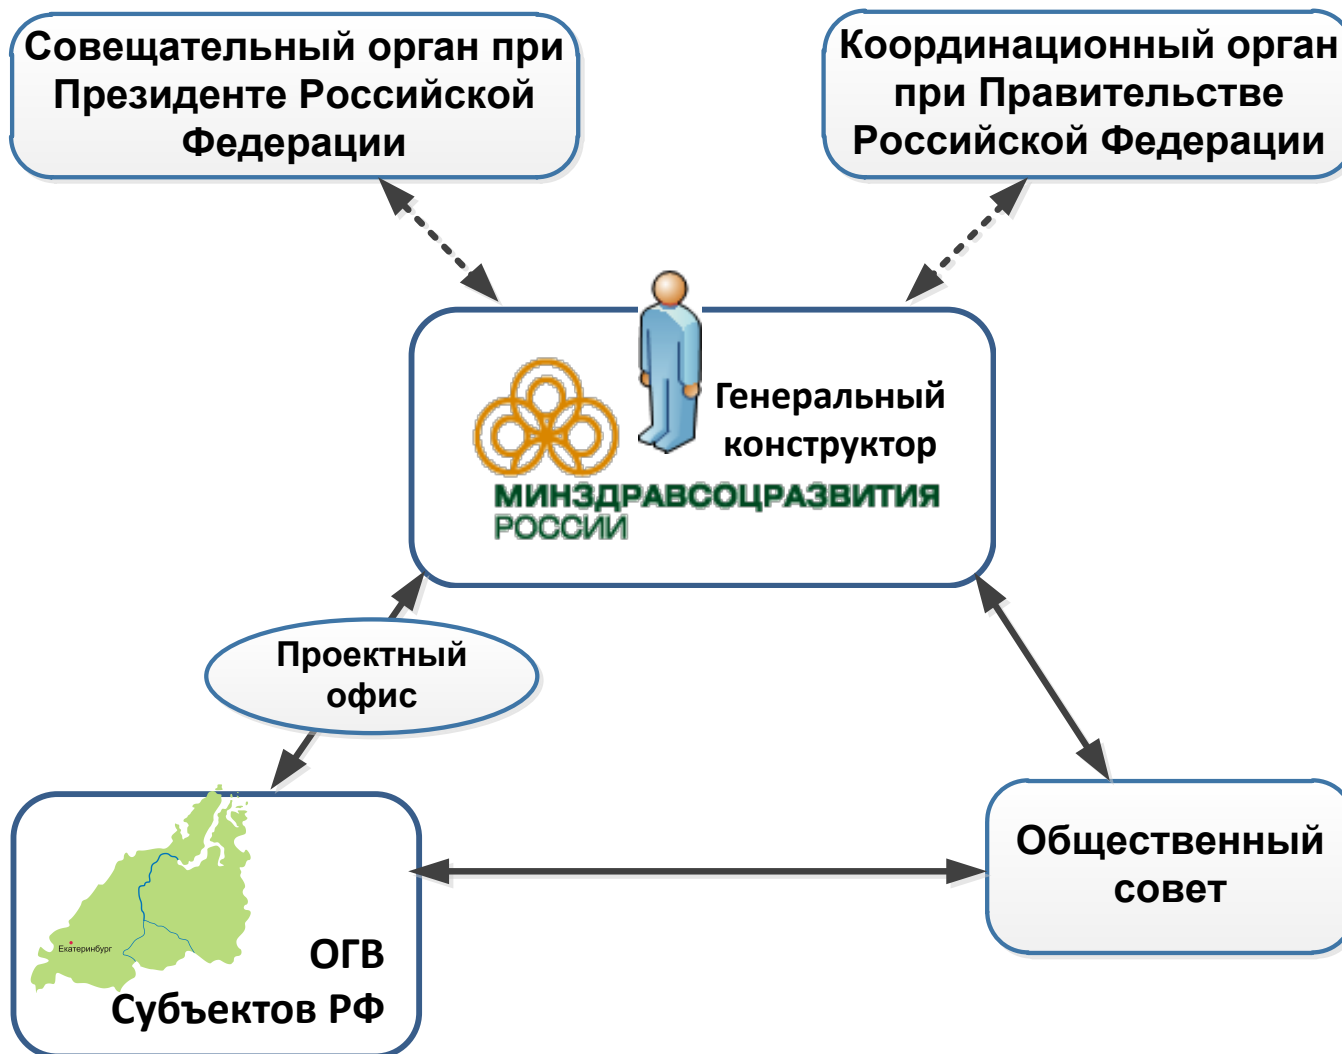 Совещательный орган при
Президенте Российской
Федерации
Координационный орган
при Правительстве
Российской Федерации
Генеральный
конструктор
МИНЗДРАВСОЦРАЗВИТИЯ
РОССИИ
Проектный
офис
Екатеринбург
ОГВ
Субъектов РФ
Общественный
совет